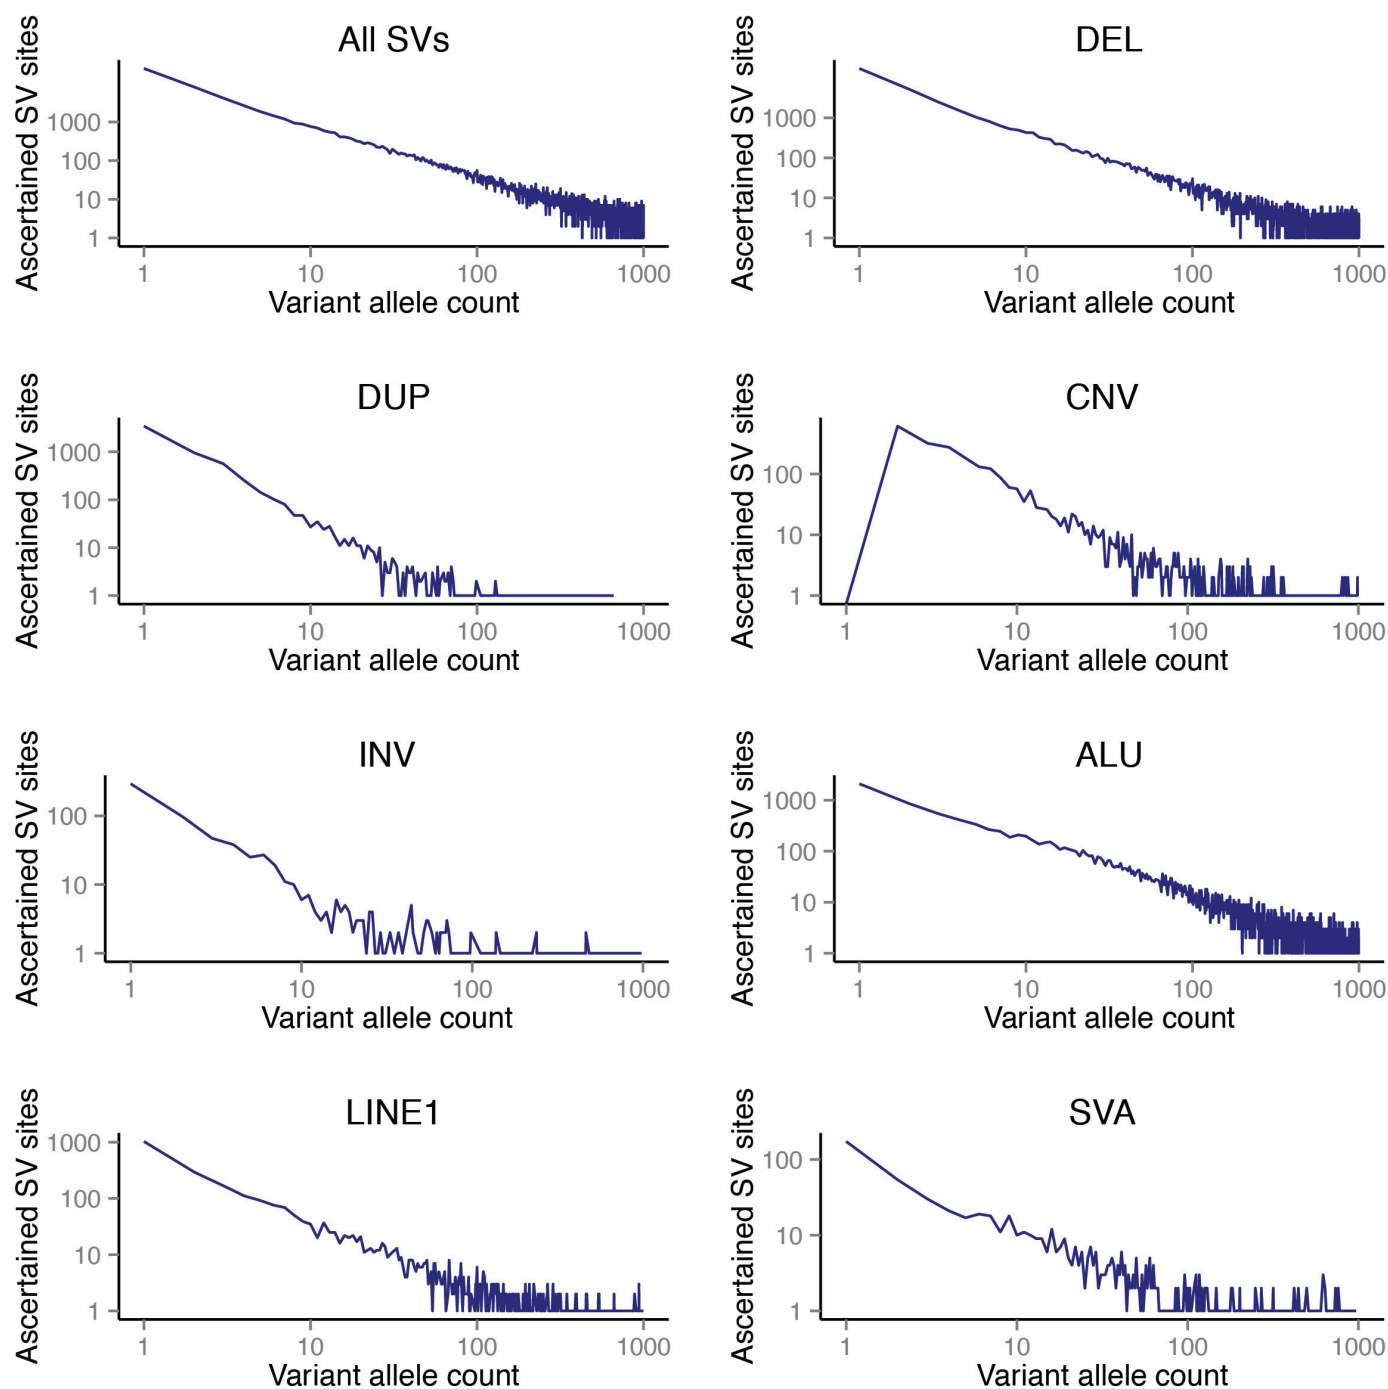 All SVs
Ascertained SV sites
1000
100
10
1
1 10 100 1000
Variant allele count
DEL
Ascertained SV sites
1000
100
10
1
1 10 100 1000
Variant allele count
DUP
Ascertained SV sites
1000
100
10
1
1 10 100 1000
Variant allele count
CNV
Ascertained SV sites
100
10
1
1 10 100 1000
Variant allele count
INV
Ascertained SV sites
100
10
1
1 10 100 1000
Variant allele count
ALU
Ascertained SV sites
1000
100
10
1
1 10 100 1000
Variant allele count
LINE1
Ascertained SV sites
1000
100
10
1
1 10 100 1000
Variant allele count
SVA
Ascertained SV sites
100
10
1
1 10 100 1000
Variant allele count